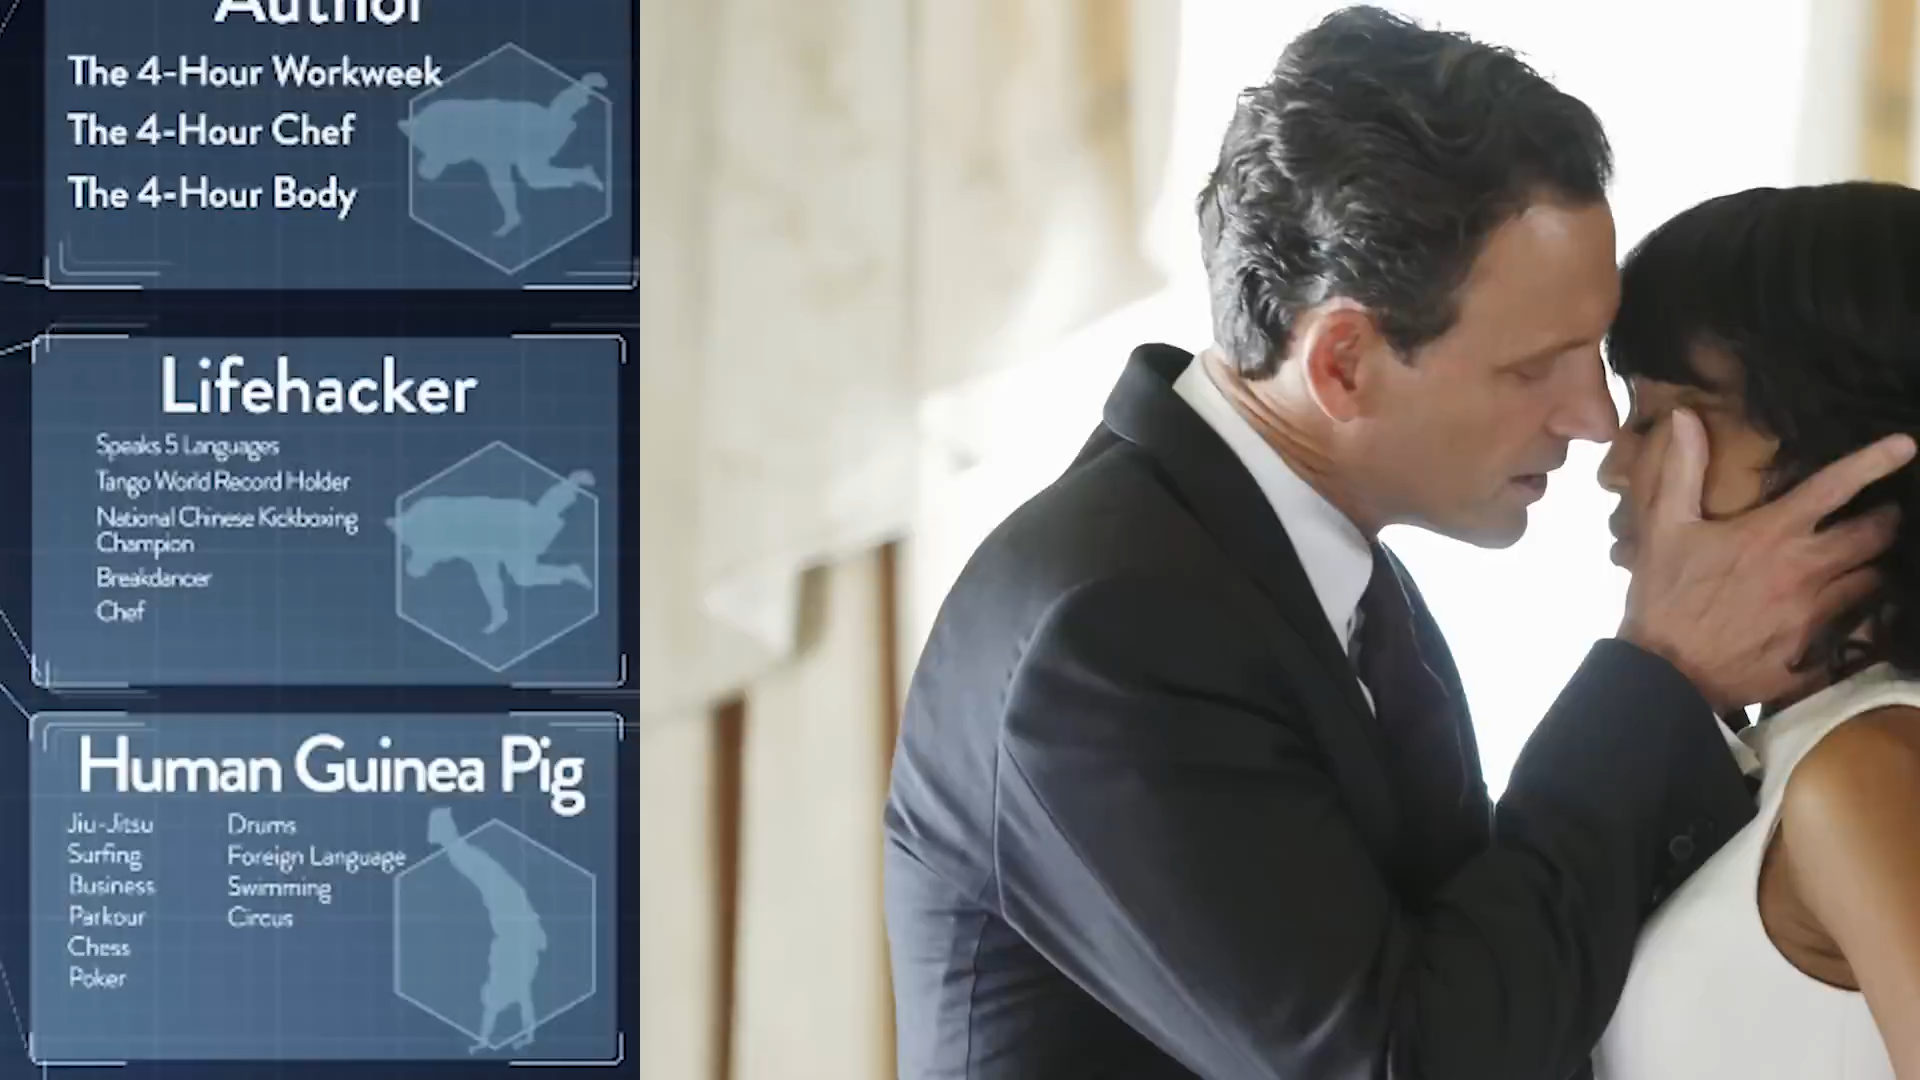 Author
The 4-Hour Workweek
The 4-Hour Chef
The 4-Hour Body
Lifehacker
Speaks 5 Languages
Tango World Record Holder
National Chinese Kickboxing
Champion
Breakdancer
Chef
Human Guinea Pig
Jiu-Jitsu
Surfing
Business
Parkour
Chess
Poker
Drums
Foreign Language
Swimming
Circus